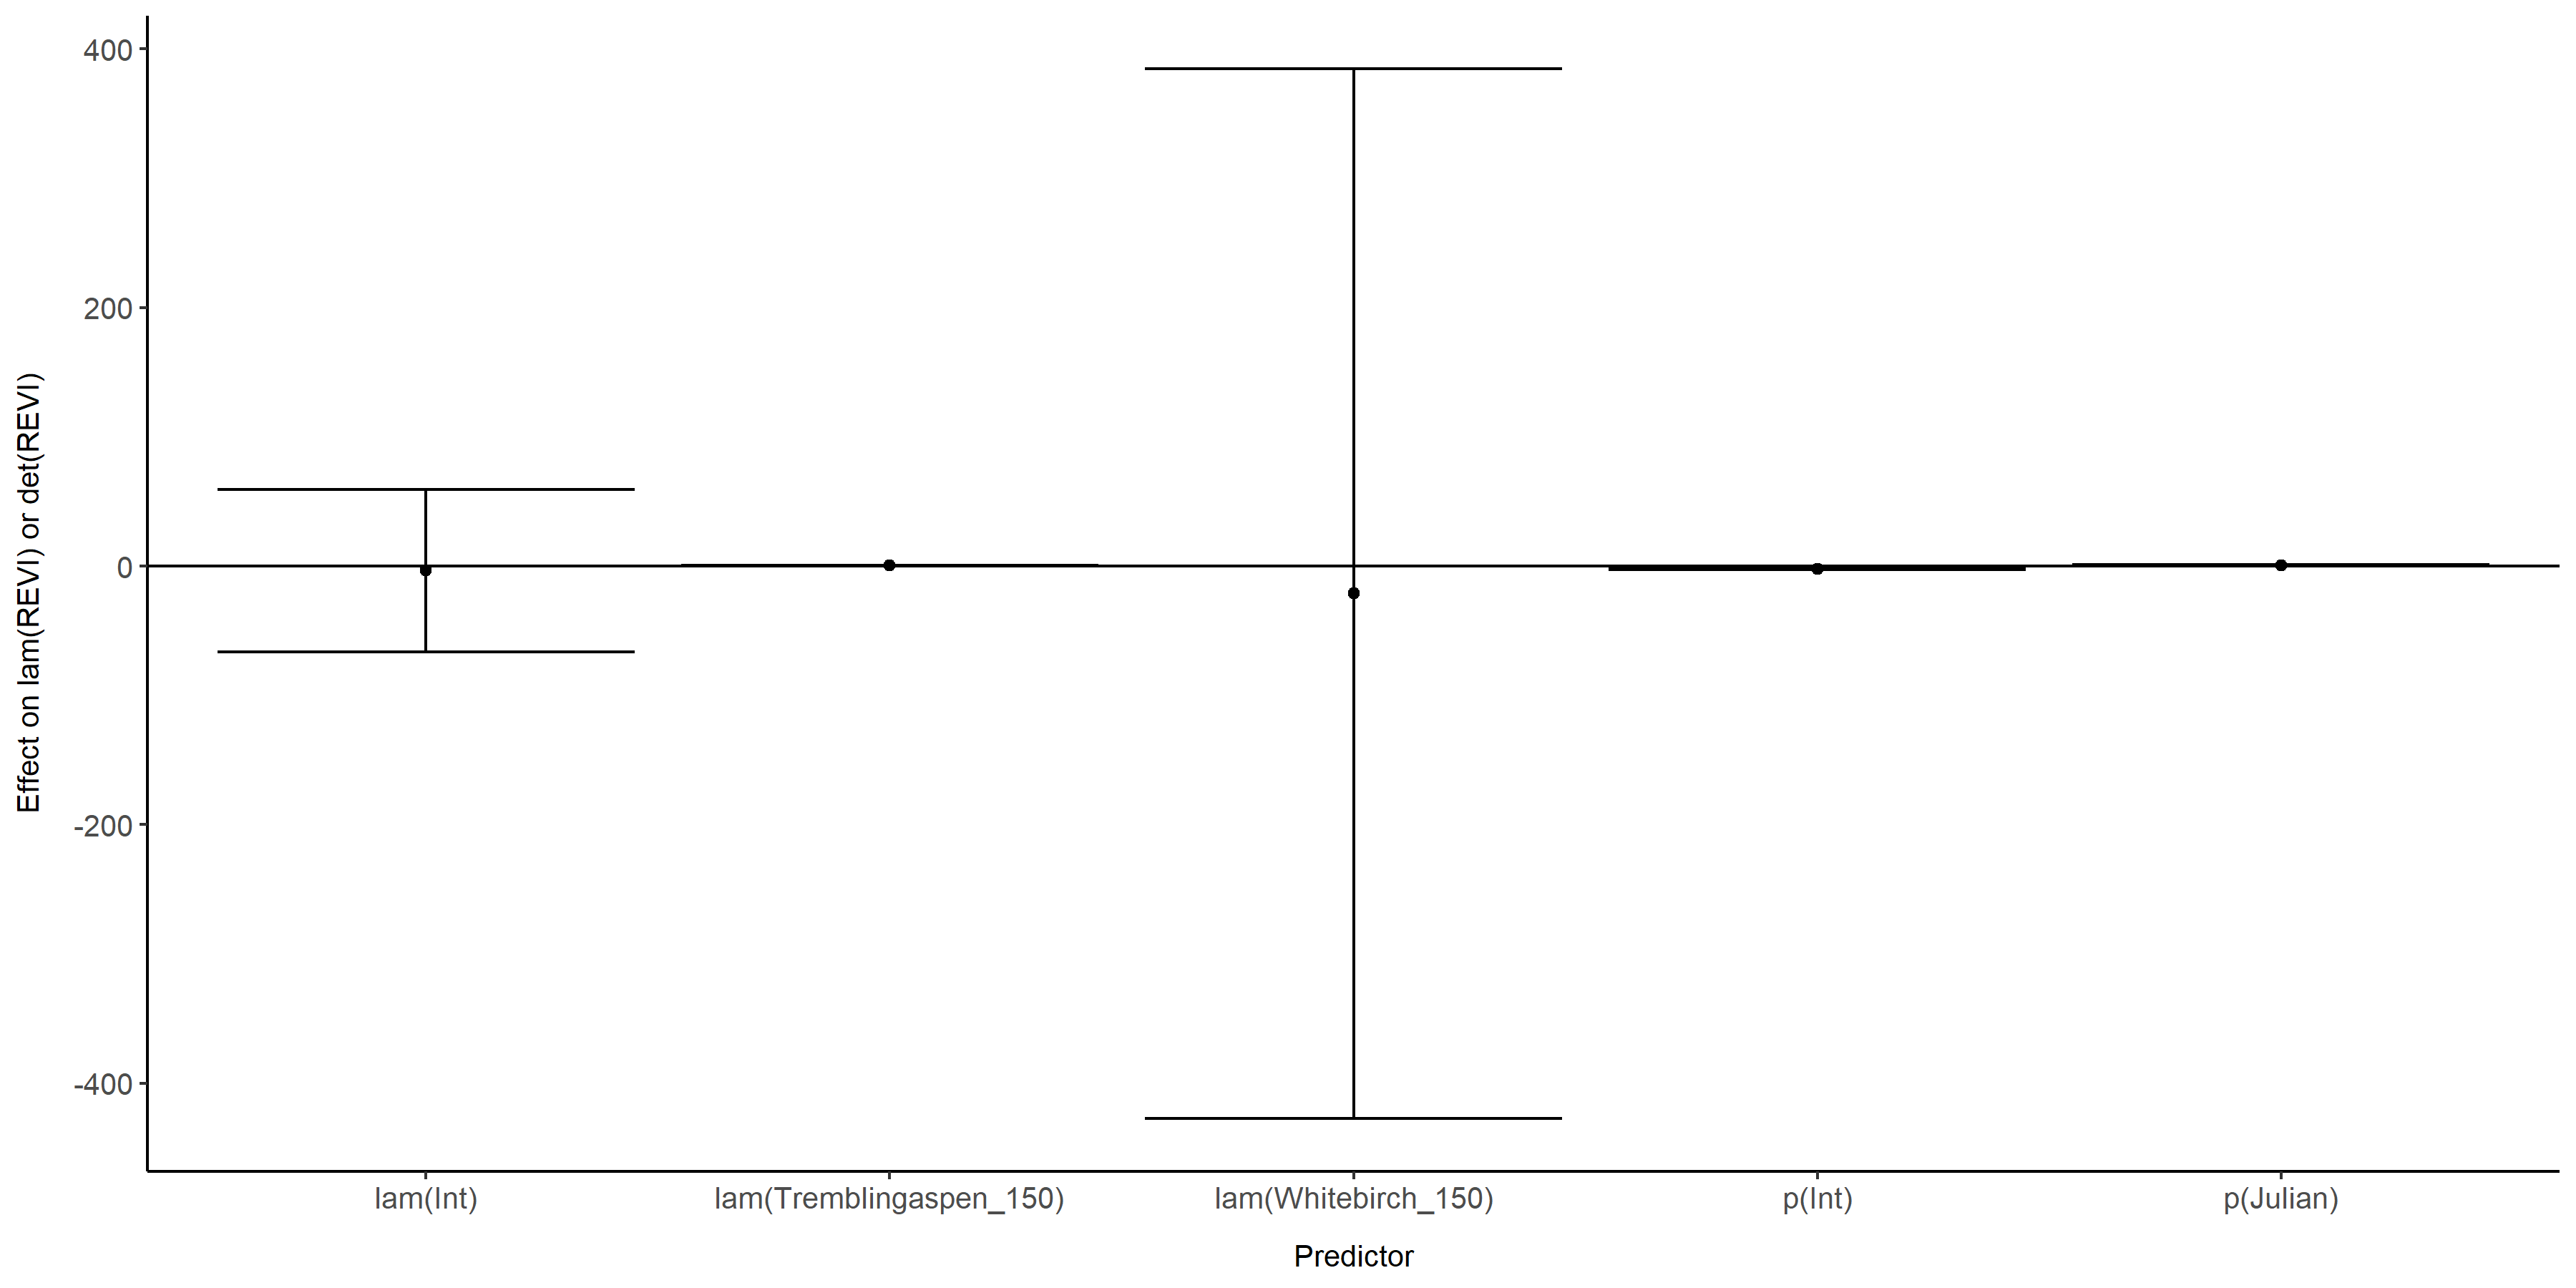 Effect on lam(REVI) or det(REVI)
400
200
0
-200
-400
lam(Int) lam(Tremblingaspen_150) lam(Whitebirch_150) p(Int) p(Julian)
Predictor